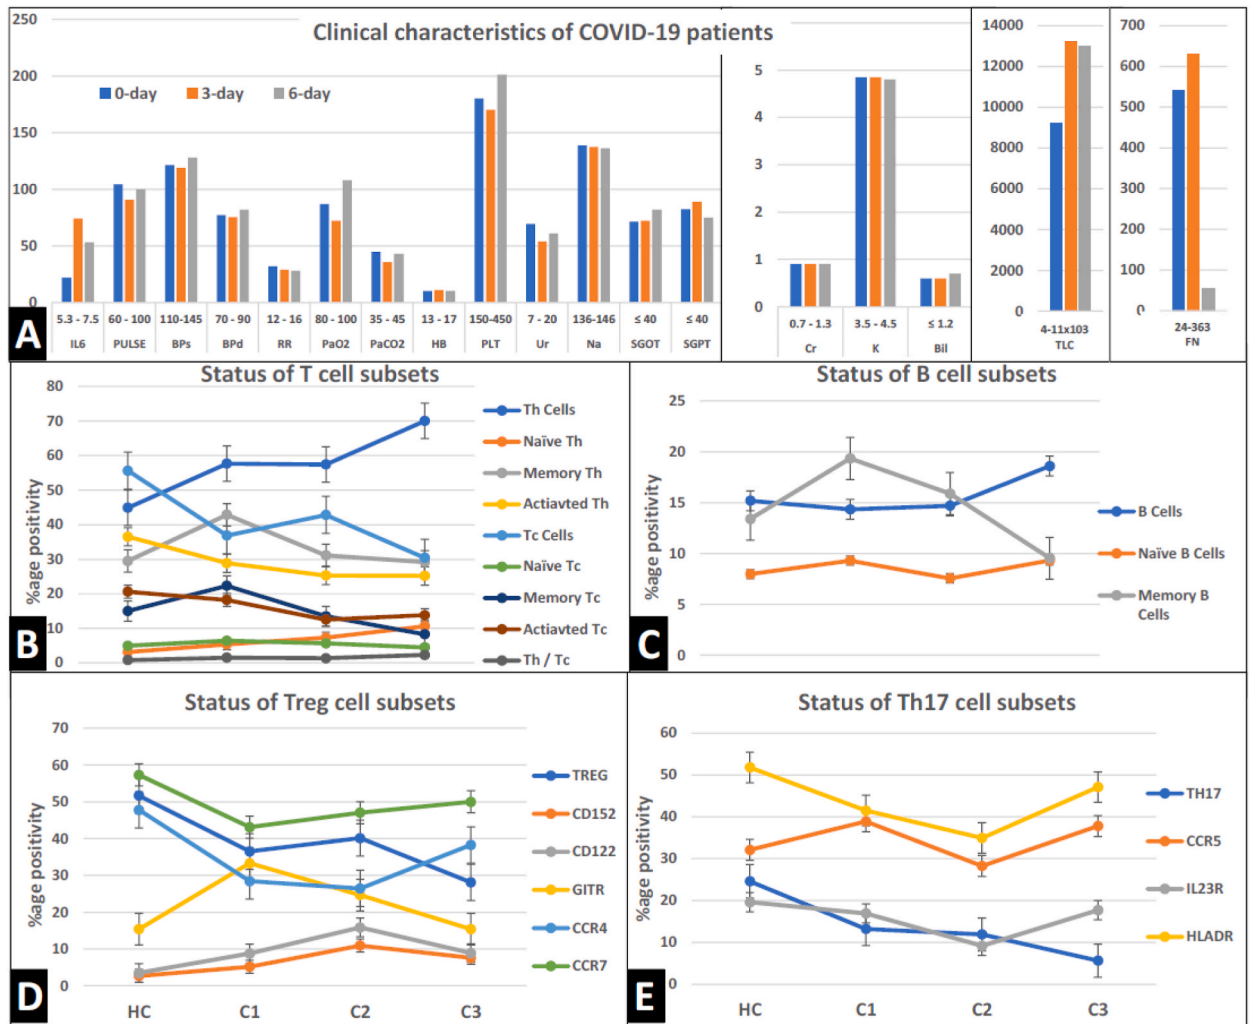 Clinical characteristics of COVID-19 patients
0-day 3-day 6-day
250
200
150
100
50
0
5.3 - 7.5 60 - 100 110-145 70 - 90 12 - 16 80 - 100 35 - 45 13 - 17 150-450 7 - 20 136-146 ≤ 40 ≤ 40
IL6 PULSE BPs BPd RR PaO2 PaCO2 HB PLT Ur Na SGOT SGPT
5
4
3
2
1
0
0.7 - 1.3 3.5 - 4.5 ≤ 1.2
Cr K Bil
14000
12000
10000
8000
6000
4000
2000
0
4-11x103
TLC
700
600
500
400
300
200
100
0
24-363
FN
A
Status of T cell subsets
%age positivity
80
70
60
50
40
30
20
10
0
Th Cells
Naïve Th
Memory Th
Actiavted Th
Tc Cells
Naïve Tc
Memory Tc
Actiavted Tc
Th / Tc
B
Status of B cell subsets
%age positivity
25
20
15
10
5
0
B Cells
Naïve B Cells
Memory B
Cells
C
Status of Treg cell subsets
%age positivity
70
60
50
40
30
20
10
0
HC C1 C2 C3
TREG
CD152
CD122
GITR
CCR4
CCR7
D
Status of Th17 cell subsets
%age positivity
60
50
40
30
20
10
0
HC C1 C2 C3
TH17
CCR5
IL23R
HLADR
E